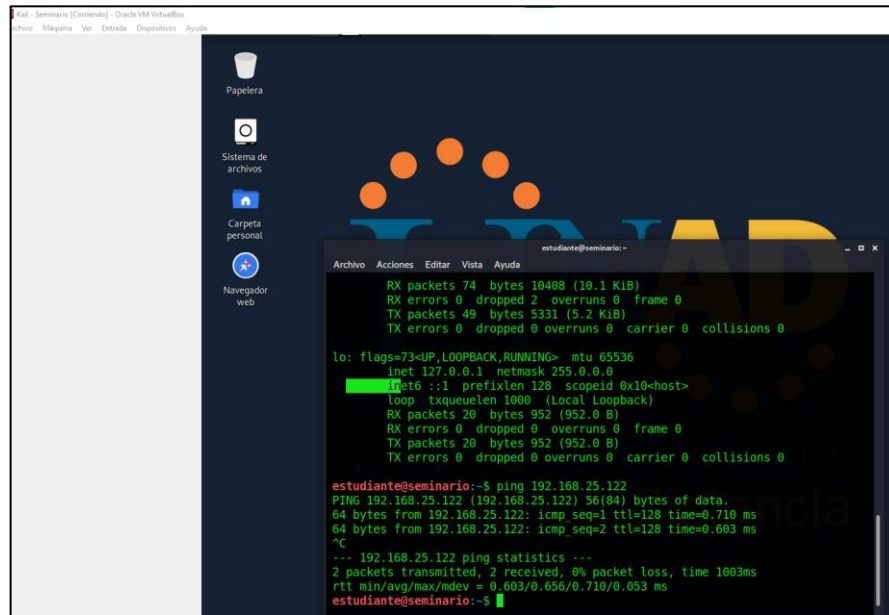 Kali - Seminario [Corriendo] - Oracle VM VirtualBox
Archivo Máquina Ver Entrada Dispositivos Ayuda
Papelera
Sistema de
archivos
Carpeta
personal
Navegador
web
UNAD
estudiante@seminario: ~
Archivo Acciones Editar Vista Ayuda
RX packets 74 bytes 10408 (10.1 KiB)
RX errors 0 dropped 2 overruns 0 frame 0
TX packets 49 bytes 5331 (5.2 KiB)
TX errors 0 dropped 0 overruns 0 carrier 0 collisions 0
lo: flags=73<UP,LOOPBACK,RUNNING> mtu 65536
inet 127.0.0.1 netmask 255.0.0.0
inet6 ::1 prefixlen 128 scopeid 0x10<host>
loop txqueuelen 1000 (Local Loopback)
RX packets 20 bytes 952 (952.0 B)
RX errors 0 dropped 0 overruns 0 frame 0
TX packets 20 bytes 952 (952.0 B)
TX errors 0 dropped 0 overruns 0 carrier 0 collisions 0
estudiante@seminario:~$ ping 192.168.25.122
PING 192.168.25.122 (192.168.25.122) 56(84) bytes of data.
64 bytes from 192.168.25.122: icmp_seq=1 ttl=128 time=0.710 ms
64 bytes from 192.168.25.122: icmp_seq=2 ttl=128 time=0.603 ms
^C
--- 192.168.25.122 ping statistics ---
2 packets transmitted, 2 received, 0% packet loss, time 1003ms
rtt min/avg/max/mdev = 0.603/0.656/0.710/0.053 ms
estudiante@seminario:~$